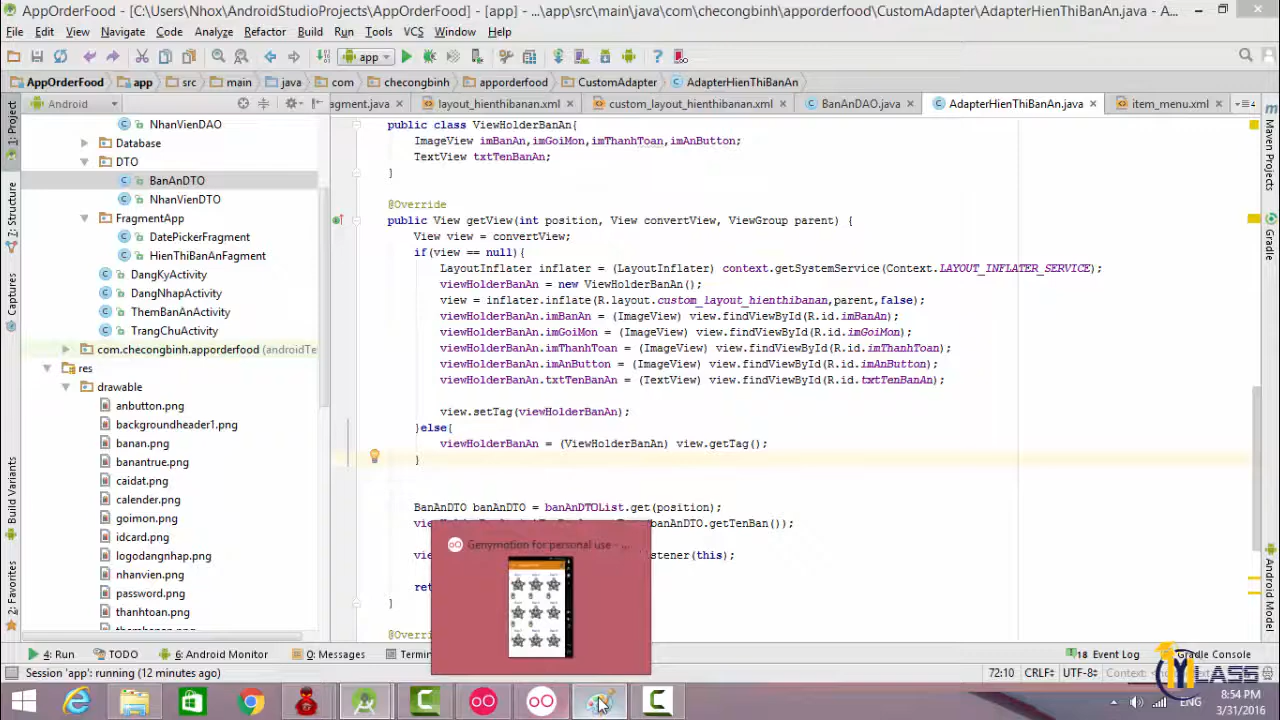 AppOrderFood - [C:\Users\Nhox\AndroidStudioProjects\AppOrderFood] - [app] - ...\app\src\main\java\com\checongbinh\apporderfood\CustomAdapter\AdapterHienThiBanAn.java - A...
File Edit View Navigate Code Analyze Refactor Build Run Tools VCS Window Help
app
AppOrderFood app src main java com checongbinh apporderfood CustomAdapter AdapterHienThiBanAn
Android
agment.java layout_hienthibanan.xml custom_layout_hienthibanan.xml BanAnDAO.java AdapterHienThiBanAn.java item_menu.xml
1: Project
7: Structure
Captures
Build Variants
2: Favorites
NhanVienDAO
Database
DTO
BanAnDTO
NhanVienDTO
FragmentApp
DatePickerFragment
HienThiBanAnFragment
DangKyActivity
DangNhapActivity
ThemBanAnActivity
TrangChuActivity
com.checongbinh.apporderfood (androidTe
res
drawable
anbutton.png
backgroundheader1.png
banan.png
banantrue.png
caidat.png
calender.png
goimon.png
idcard.png
logodangnhap.png
nhanvien.png
password.png
thanhtoan.png
public class ViewHolderBanAn{
ImageView imBanAn,imGoiMon,imThanhToan,imAnButton;
TextView txtTenBanAn;
}
@Override
public View getView(int position, View convertView, ViewGroup parent) {
View view = convertView;
if(view == null){
LayoutInflater inflater = (LayoutInflater) context.getSystemService(Context.LAYOUT_INFLATER_SERVICE);
viewHolderBanAn = new ViewHolderBanAn();
view = inflater.inflate(R.layout.custom_layout_hienthibanan,parent,false);
viewHolderBanAn.imBanAn = (ImageView) view.findViewById(R.id.imBanAn);
viewHolderBanAn.imGoiMon = (ImageView) view.findViewById(R.id.imGoiMon);
viewHolderBanAn.imThanhToan = (ImageView) view.findViewById(R.id.imThanhToan);
viewHolderBanAn.imAnButton = (ImageView) view.findViewById(R.id.imAnButton);
viewHolderBanAn.txtTenBanAn = (TextView) view.findViewById(R.id.txtTenBanAn);
view.setTag(viewHolderBanAn);
}else{
viewHolderBanAn = (ViewHolderBanAn) view.getTag();
}
BanAnDTO banAnDTO = banAnDTOList.get(position);
banAnDTO.getTenBan());
stener(this);
ret
}
@Overri
Genymotion for personal use - ...
Maven Projects
Gradle
Android Model
4: Run TODO 6: Android Monitor 0: Messages Termi 18 Event Log Gradle Console
Session 'app': running (12 minutes ago) 72:10 CRLF÷ UTF-8÷
YLASS
ENG
8:54 PM
3/31/2016